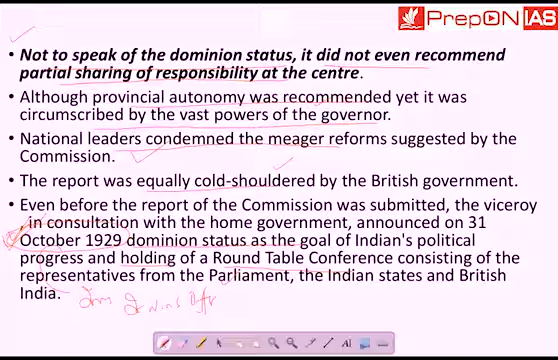 PrepON IAS
• Not to speak of the dominion status, it did not even recommend
partial sharing of responsibility at the centre.
• Although provincial autonomy was recommended yet it was
circumscribed by the vast powers of the governor.
• National leaders condemned the meager reforms suggested by the
Commission.
• The report was equally cold-shouldered by the British government.
• Even before the report of the Commission was submitted, the viceroy
in consultation with the home government, announced on 31
October 1929 dominion status as the goal of Indian's political
progress and holding of a Round Table Conference consisting of the
representatives from the Parliament, the Indian states and British
India.